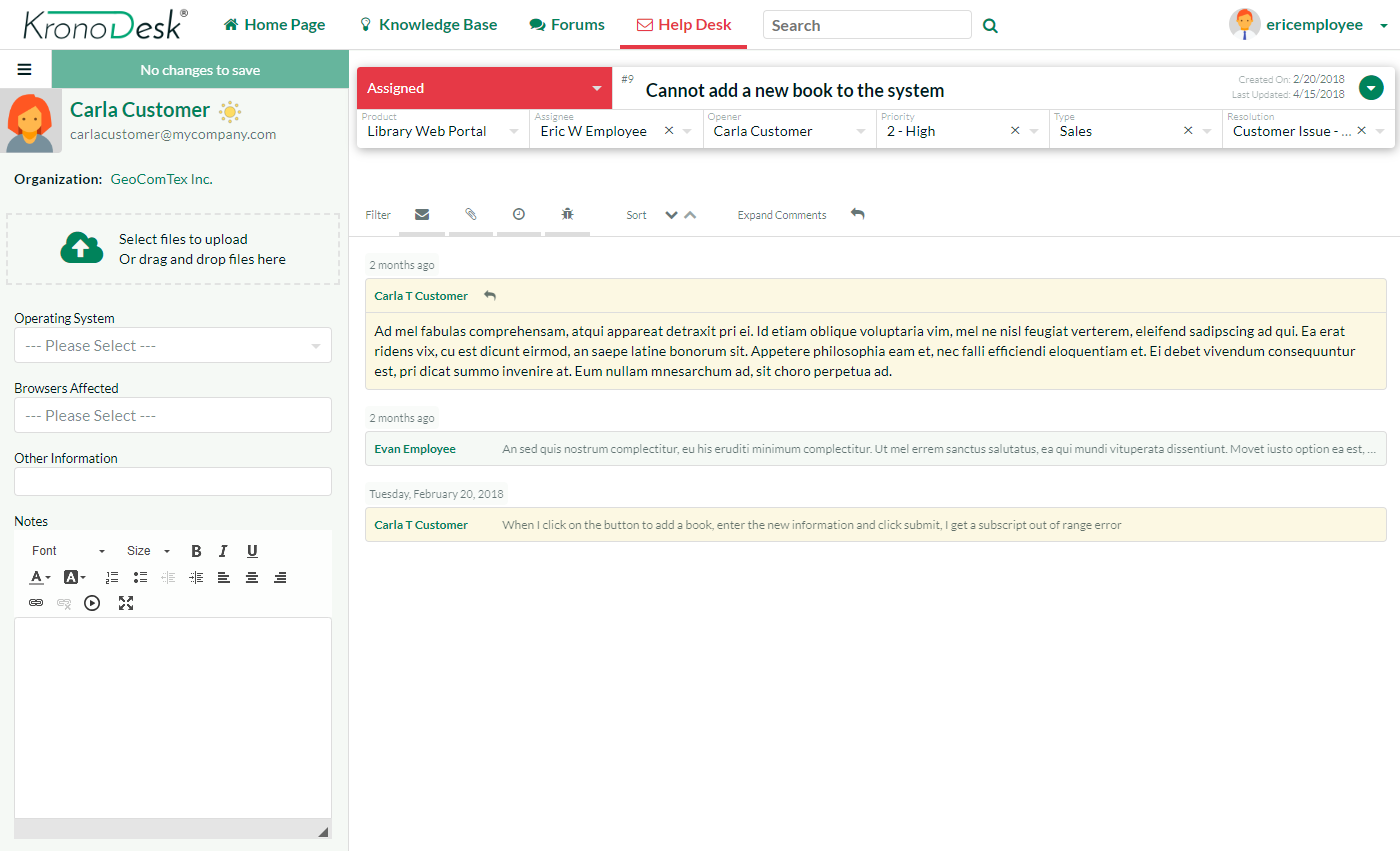 KronoDesk®
Home Page
Knowledge Base
Forums
Help Desk
Search
ericemployee
No changes to save
Carla Customer
carlacustomer@mycompany.com
Organization: GeoComTex Inc.
Select files to upload
Or drag and drop files here
Operating System
--- Please Select ---
Browsers Affected
--- Please Select ---
Other Information
Notes
Font
Size
B I U
A A
Assigned
#9
Cannot add a new book to the system
Created On: 2/20/2018
Last Updated: 4/15/2018
Product
Library Web Portal
Assignee
Eric W Employee
Opener
Carla Customer
Priority
2 - High
Type
Sales
Resolution
Customer Issue - ...
Filter
Sort
Expand Comments
2 months ago
Carla T Customer
Ad mel fabulas comprehensam, atqui appareat detraxit pri ei. Id etiam oblique voluptaria vim, mel ne nisl feugiat verterem, eleifend sadipscing ad qui. Ea erat
ridens vix, cu est dicunt eirmod, an saepe latine bonorum sit. Appetere philosophia eam et, nec falli efficiendi eloquentiam et. Ei debet vivendum consequuntur
est, pri dicat summo invenire at. Eum nullam mnesarchum ad, sit choro perpetua ad.
2 months ago
Evan Employee
An sed quis nostrum complectitur, eu his eruditi minimum complectitur. Ut mel errem sanctus salutatus, ea qui mundi vituperata dissentiunt. Movet iusto option ea est, ...
Tuesday, February 20, 2018
Carla T Customer
When I click on the button to add a book, enter the new information and click submit, I get a subscript out of range error